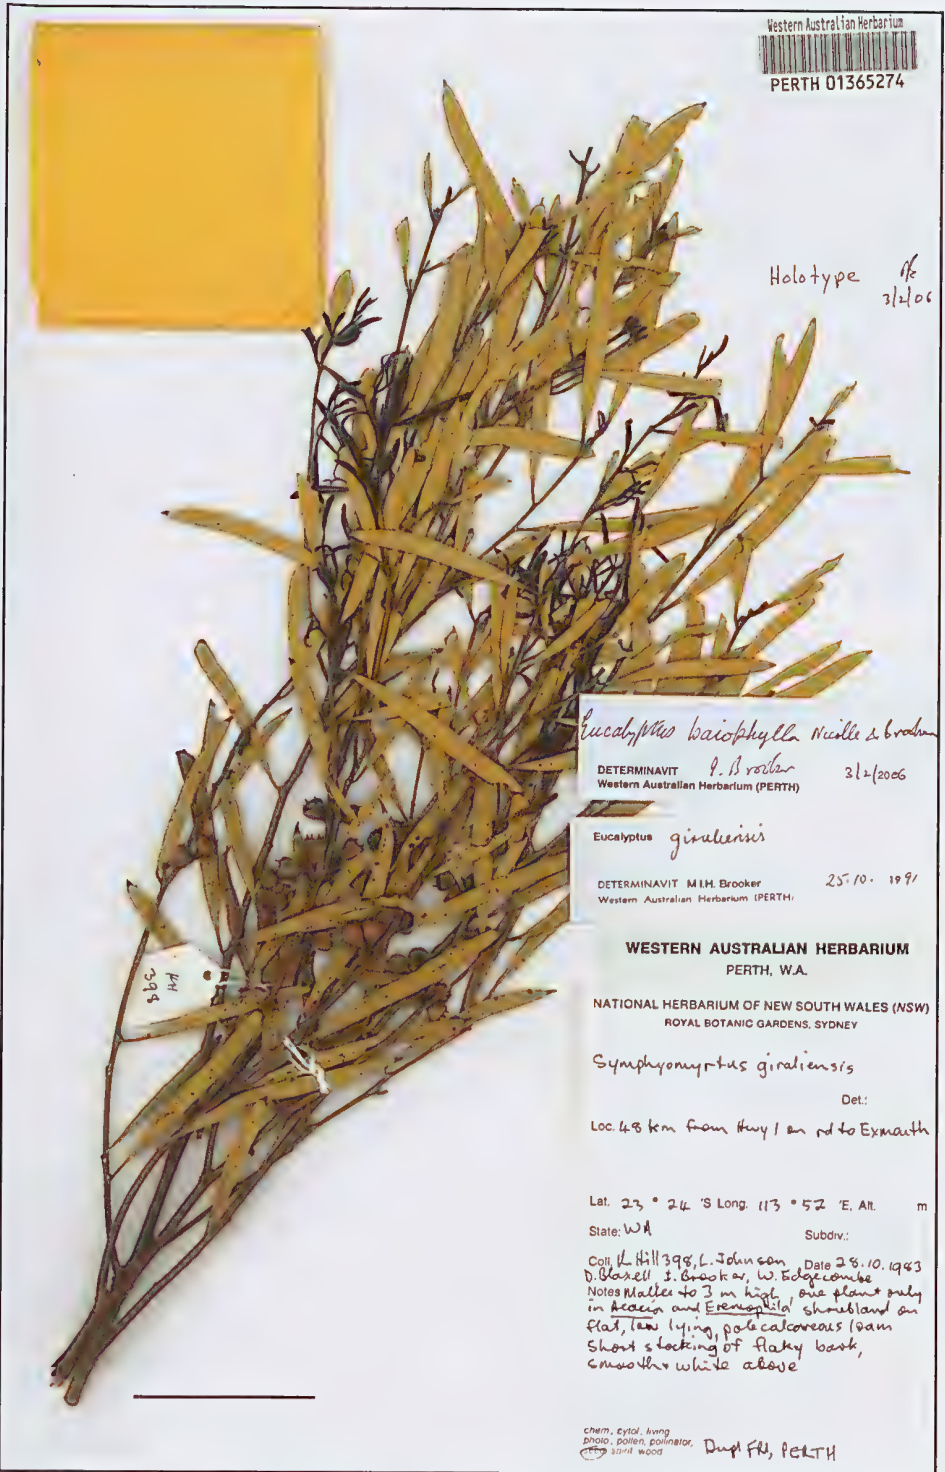 Western Australian Herbarium
PERTH 01365274
Holotype
3/2/06
Eucalyptus baiophylla Nicolle & Brooker
DETERMINAVIT I. Brooker 3/2/2006
Western Australian Herbarium (PERTH)
Eucalyptus giraliensis
DETERMINAVIT M I.H. Brooker 25.10. 1991
Western Australian Herbarium (PERTH)
KH
398
WESTERN AUSTRALIAN HERBARIUM
PERTH, W.A.
NATIONAL HERBARIUM OF NEW SOUTH WALES (NSW)
ROYAL BOTANIC GARDENS, SYDNEY
Symphyomyrtus giraliensis
Det.:
Loc. 48 km from Hwy 1 on rd to Exmouth
Lat. 23 ° 24 'S Long. 113 ° 52 'E, Alt. m
State: WA Subdiv.:
Coll. K. Hill 398, L. Johnson Date 28.10.1983
D. Blaxell I. Brooker, W. Edgecombe
Notes Mallee to 3 m high, one plant only
in Acacia and Eremophila shrubland on
flat, low lying, pale calcareous loam
Short stocking of flaky bark,
smooth & white above
chem, cytol, living
photo, pollen, pollinator,
seed spirit wood
Dupl FRI, PERTH